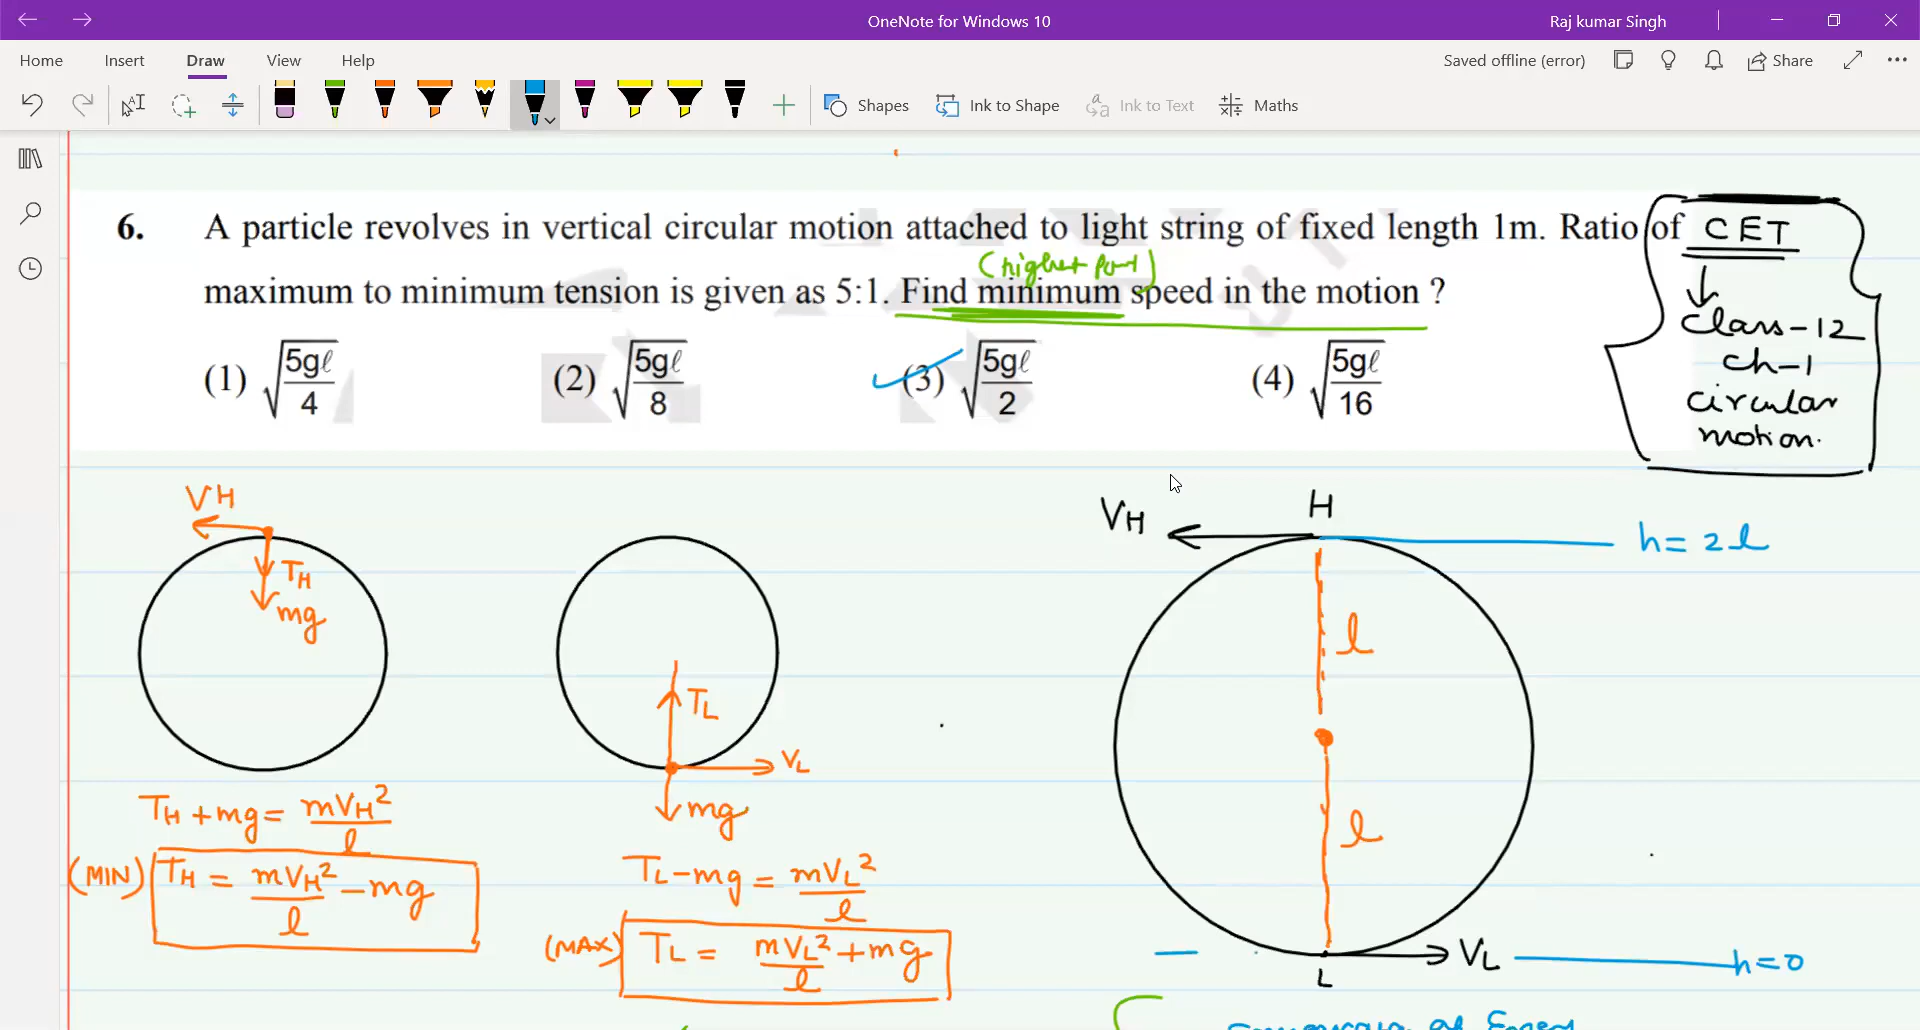 OneNote for Windows 10
Raj kumar Singh
Home Insert Draw View Help
Saved offline (error)
Share
Shapes
Ink to Shape
Ink to Text
Maths
6. A particle revolves in vertical circular motion attached to light string of fixed length 1m. Ratio of
(highest point)
maximum to minimum tension is given as 5:1. Find minimum speed in the motion ?
(1) √(5gℓ/4) (2) √(5gℓ/8) (3) √(5gℓ/2) (4) √(5gℓ/16)
CET
↓
Class-12
Ch-1
circular
motion.
VH
TH
mg
TH + mg = mVH²/l
(MIN) TH = mVH²/l - mg
TL
VL
mg
TL - mg = mVL²/l
(MAX) TL = mVL²/l + mg
H
VH
h = 2l
l
l
VL
h = 0
L